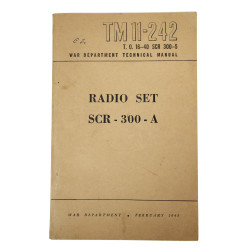 TM 11-242
T. O. 16-40 SCR 300-5
WAR DEPARTMENT TECHNICAL MANUAL
RADIO SET
SCR - 300 - A
WAR DEPARTMENT • FEBRUARY